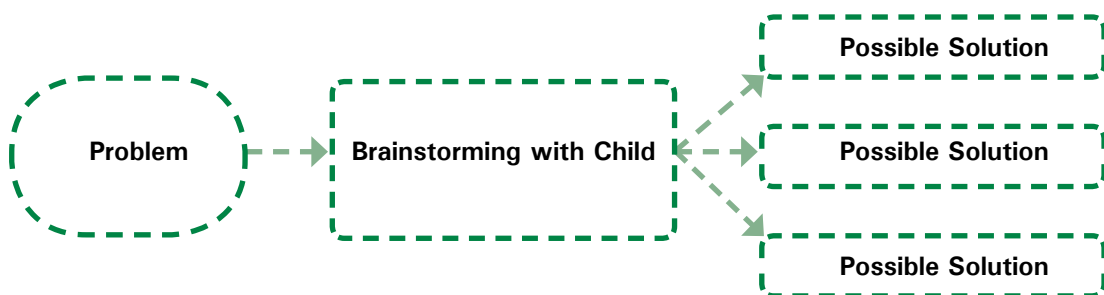 Problem
Brainstorming with Child
Possible Solution
Possible Solution
Possible Solution